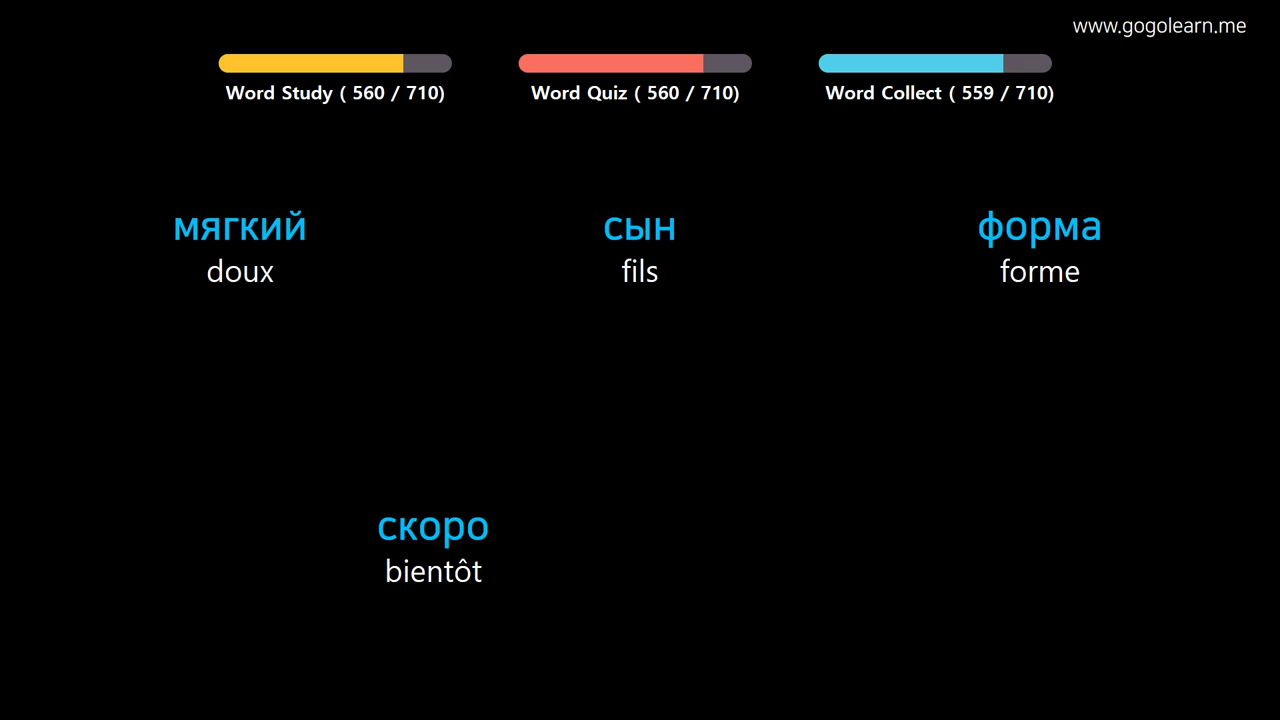 www.gogolearn.me
Word Study ( 560 / 710)
Word Quiz ( 560 / 710)
Word Collect ( 559 / 710)
мягкий
doux
сын
fils
форма
forme
скоро
bientôt